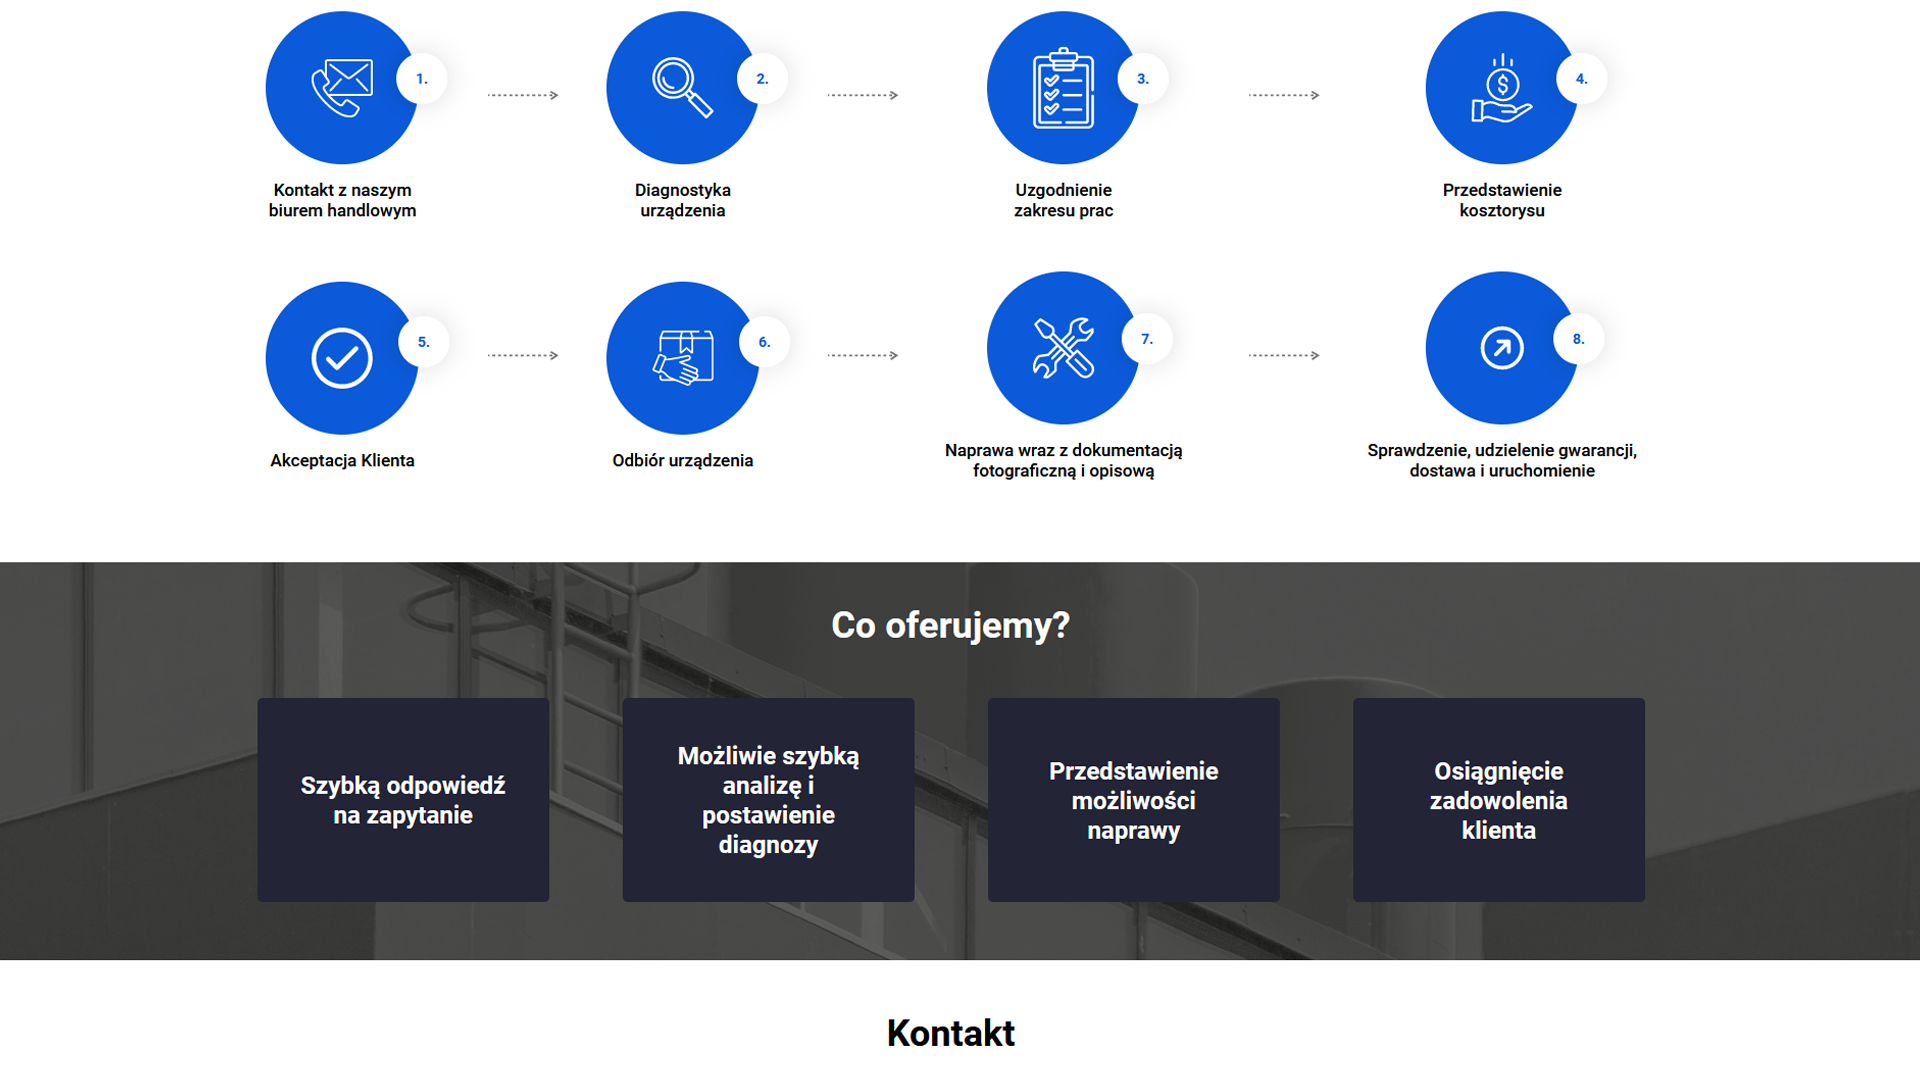 1.
2.
3.
4.
Kontakt z naszym
biurem handlowym
Diagnostyka
urządzenia
Uzgodnienie
zakresu prac
Przedstawienie
kosztorysu
5.
6.
7.
8.
Akceptacja Klienta
Odbiór urządzenia
Naprawa wraz z dokumentacją
fotograficzną i opisową
Sprawdzenie, udzielenie gwarancji,
dostawa i uruchomienie
Co oferujemy?
Szybką odpowiedź
na zapytanie
Możliwie szybką
analizę i
postawienie
diagnozy
Przedstawienie
możliwości
naprawy
Osiągnięcie
zadowolenia
klienta
Kontakt